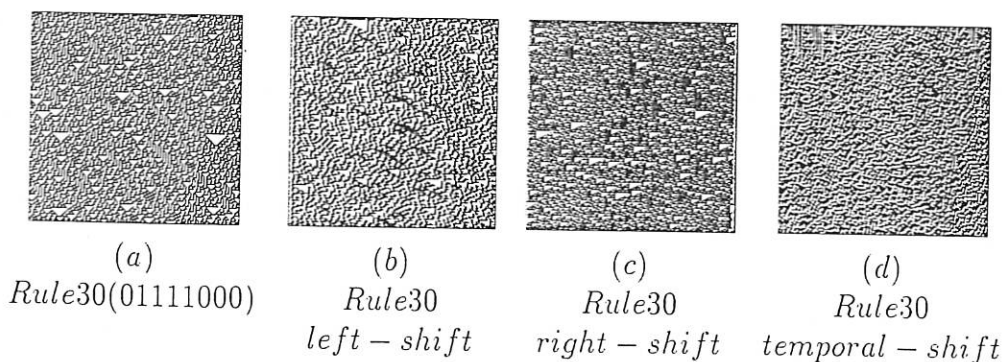 (a)
Rule30(01111000)
(b)
Rule30
left – shift
(c)
Rule30
right – shift
(d)
Rule30
temporal – shift